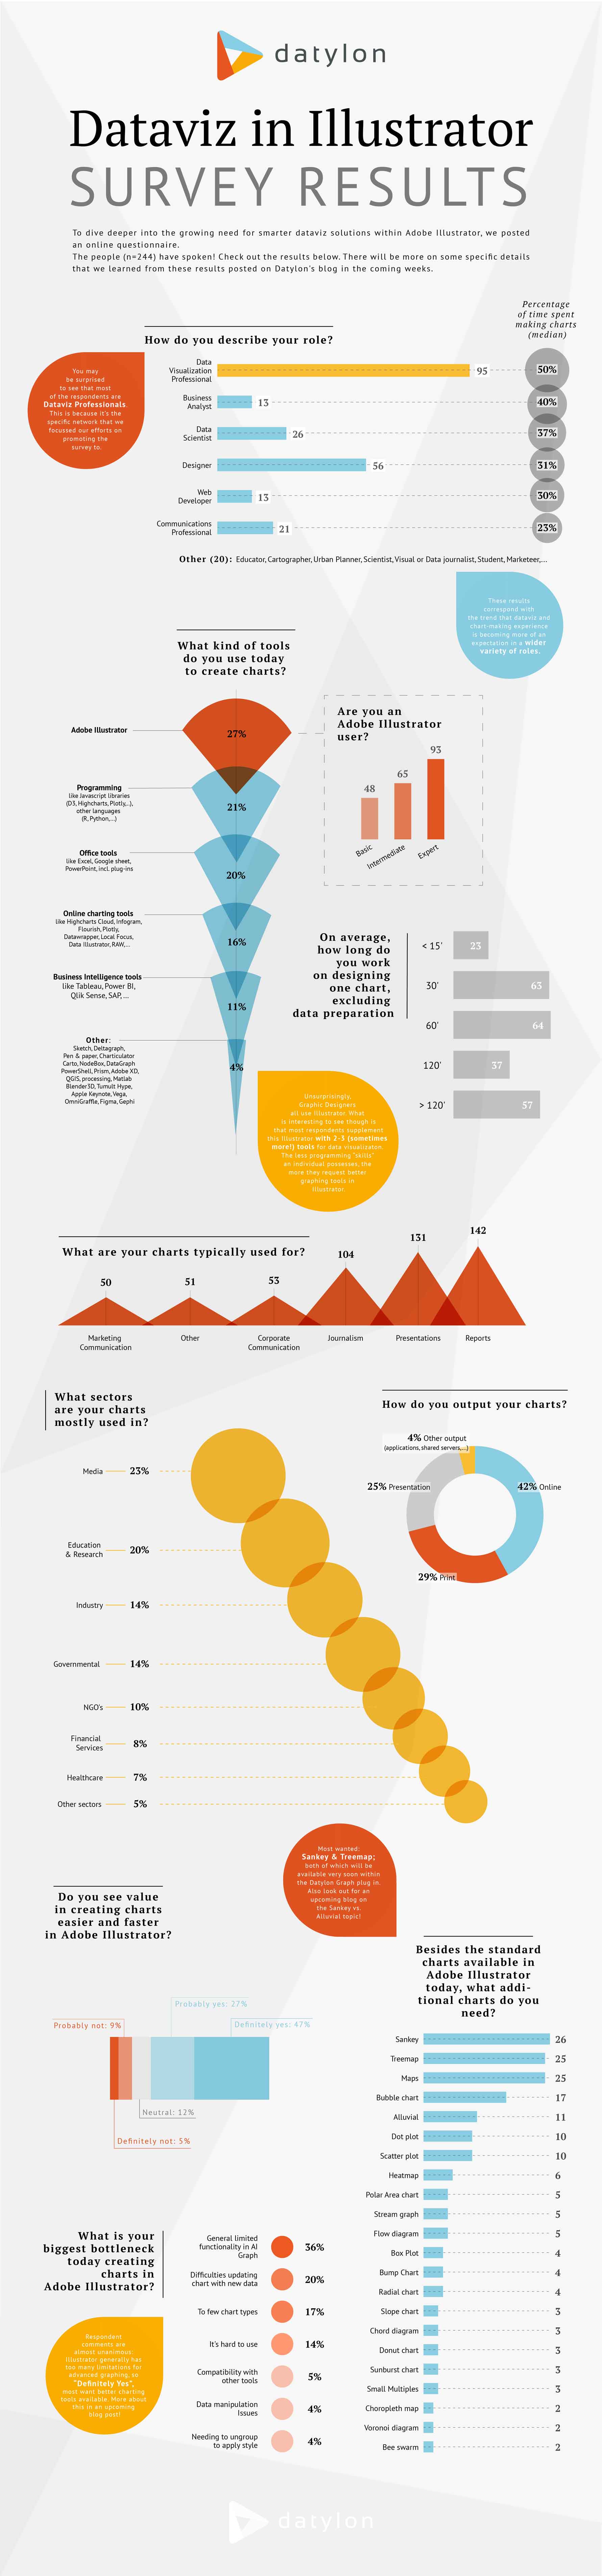 datylon
Dataviz in Illustrator
SURVEY RESULTS
To dive deeper into the growing need for smarter dataviz solutions within Adobe Illustrator, we posted
an online questionnaire.
The people (n=244) have spoken! Check out the results below. There will be more on some specific details
that we learned from these results posted on Datylon's blog in the coming weeks.
Percentage
of time spent
making charts
(median)
How do you describe your role?
You may
be surprised
to see that most
of the respondents are
Dataviz Professionals.
This is because it's the
specific network that we
focussed our efforts on
promoting the
survey to.
Data
Visualization
Professional
95
50%
Business
Analyst
13
40%
Data
Scientist
26
37%
Designer
56
31%
Web
Developer
13
30%
Communications
Professional
21
23%
Other (20): Educator, Cartographer, Urban Planner, Scientist, Visual or Data journalist, Student, Marketeer,...
These results
correspond with
the trend that dataviz and
chart-making experience
is becoming more of an
expectation in a wider
variety of roles.
What kind of tools
do you use today
to create charts?
Adobe Illustrator
27%
Programming
like Javascript libraries
(D3, Highcharts, Plotly,..),
other languages
(R, Python,...)
21%
Office tools
like Excel, Google sheet,
PowerPoint, incl. plug-ins
20%
Online charting tools
like Highcharts Cloud, Infogram,
Flourish, Plotly,
Datawrapper, Local Focus,
Data Illustrator, RAW,...
16%
Business Intelligence tools
like Tableau, Power BI,
Qlik Sense, SAP, ...
11%
Other:
Sketch, Deltagraph,
Pen & paper, Charticulator
Carto, NodeBox, DataGraph
PowerShell, Prism, Adobe XD,
QGIS, processing, Matlab
Blender3D, Tumult Hype,
Apple Keynote, Vega,
OmniGraffle, Figma, Gephi
4%
Are you an
Adobe Illustrator
user?
48
65
93
Basic
Intermediate
Expert
On average,
how long do
you work
on designing
one chart,
excluding
data preparation
< 15'
23
30'
63
60'
64
120'
37
> 120'
57
Unsurprisingly,
Graphic Designers
all use Illustrator. What
is interesting to see though is
that most respondents supplement
this Illustrator with 2-3 (sometimes
more!) tools for data visualizaton.
The less programming "skills"
an individual possesses, the
more they request better
graphing tools in
Illustrator.
What are your charts typically used for?
50
51
53
104
131
142
Marketing
Communication
Other
Corporate
Communication
Journalism
Presentations
Reports
What sectors
are your charts
mostly used in?
Media
23%
Education
& Research
20%
Industry
14%
Governmental
14%
NGO's
10%
Financial
Services
8%
Healthcare
7%
Other sectors
5%
How do you output your charts?
4% Other output
(applications, shared servers,...)
25% Presentation
42% Online
29% Print
Most wanted:
Sankey & Treemap;
both of which will be
available very soon within
the Datylon Graph plug in.
Also look out for an
upcoming blog on
the Sankey vs.
Alluvial topic!
Do you see value
in creating charts
easier and faster
in Adobe Illustrator?
Probably yes: 27%
Probably not: 9%
Definitely yes: 47%
Neutral: 12%
Definitely not: 5%
Besides the standard
charts available in
Adobe Illustrator
today, what addi-
tional charts do you
need?
Sankey
26
Treemap
25
Maps
25
Bubble chart
17
Alluvial
11
Dot plot
10
Scatter plot
10
Heatmap
6
Polar Area chart
5
Stream graph
5
Flow diagram
5
Box Plot
4
Bump Chart
4
Radial chart
4
Slope chart
3
Chord diagram
3
Donut chart
3
Sunburst chart
3
Small Multiples
3
Choropleth map
2
Voronoi diagram
2
Bee swarm
2
What is your
biggest bottleneck
today creating
charts in
Adobe Illustrator?
Respondent
comments are
almost unanimous:
Illustrator generally has
too many limitations for
advanced graphing, so
"Definitely Yes",
most want better charting
tools available. More about
this in an upcoming
blog post!
General limited
functionality in AI
Graph
36%
Difficulties updating
chart with new data
20%
To few chart types
17%
It's hard to use
14%
Compatibility with
other tools
5%
Data manipulation
Issues
4%
Needing to ungroup
to apply style
4%
datylon